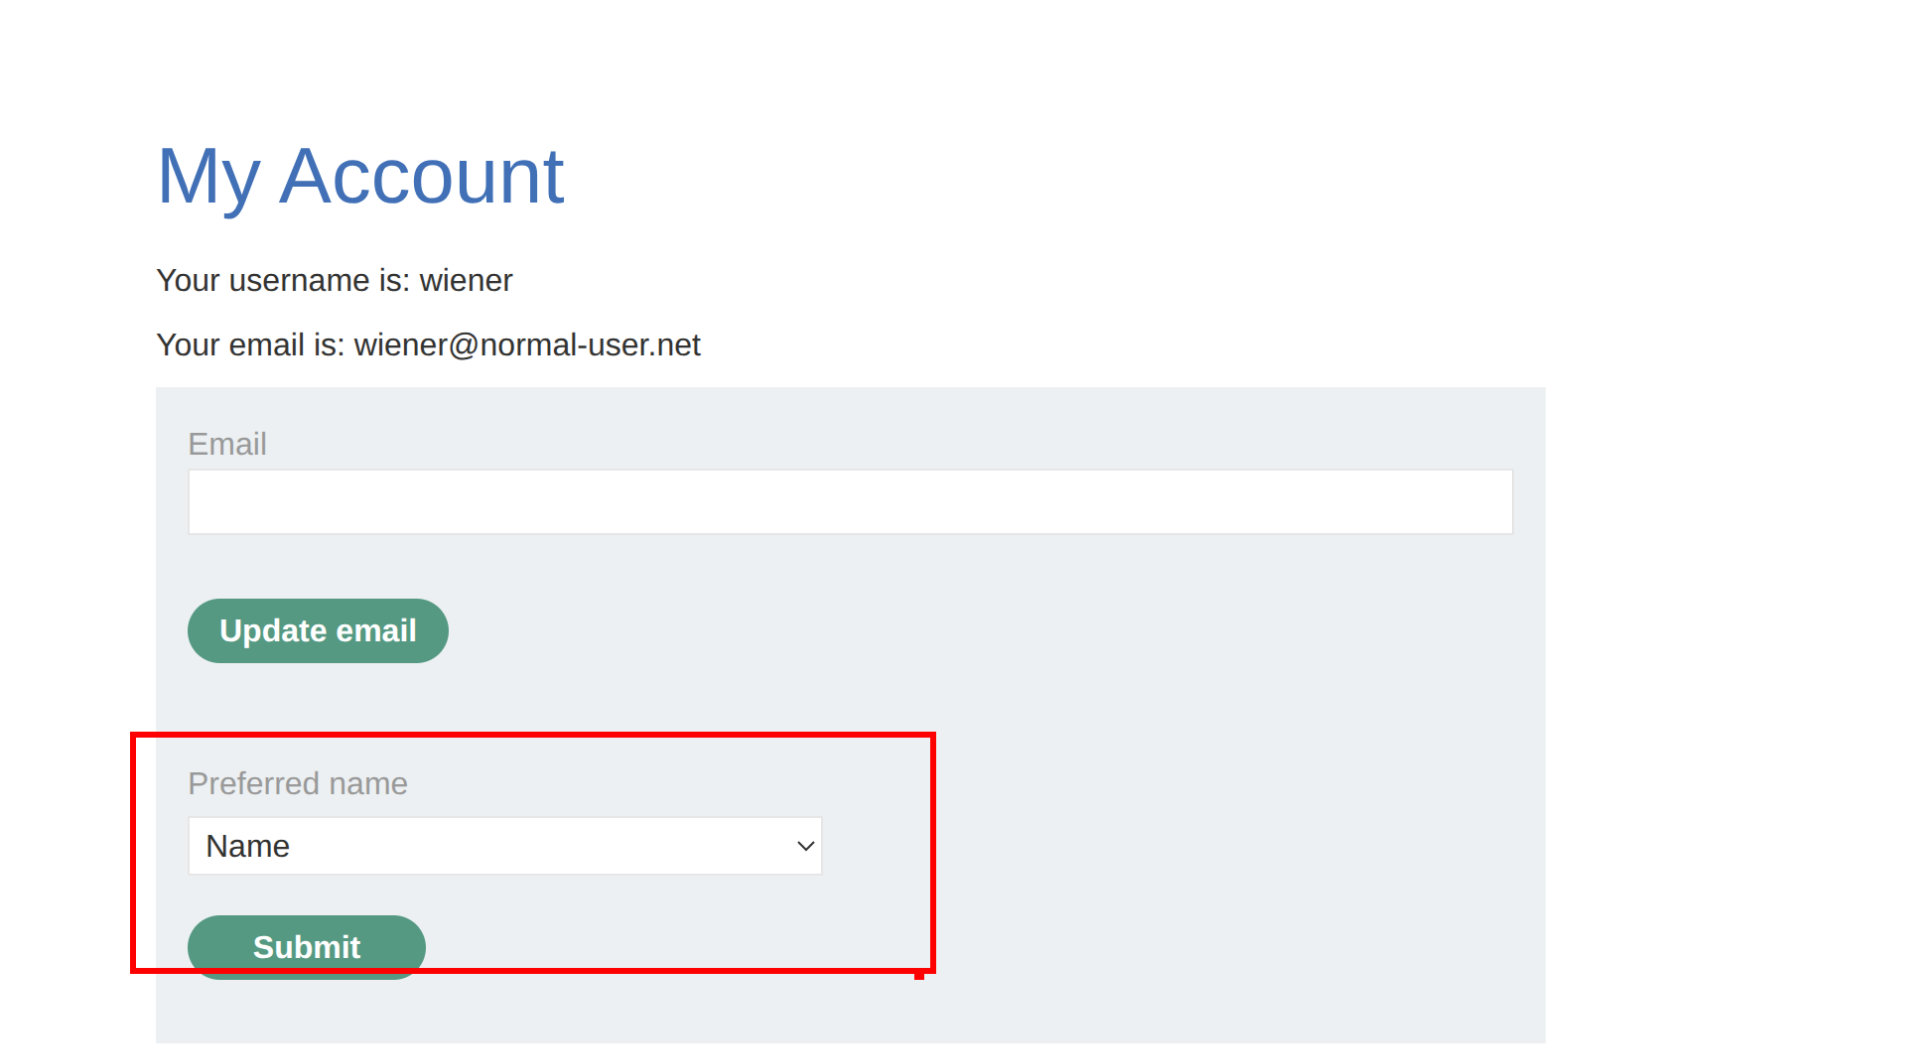 My Account
Your username is: wiener
Your email is: wiener@normal-user.net
Email
Update email
Preferred name
Name
Submit